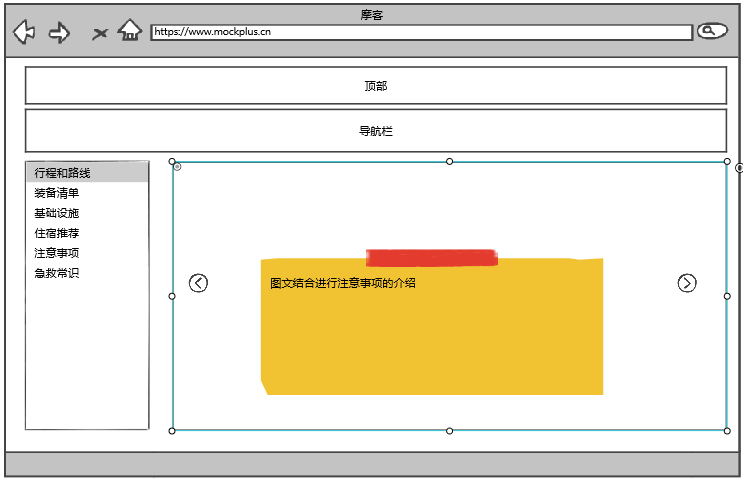 摩客
https://www.mockplus.cn
顶部
导航栏
行程和路线
装备清单
基础设施
住宿推荐
注意事项
急救常识
图文结合进行注意事项的介绍